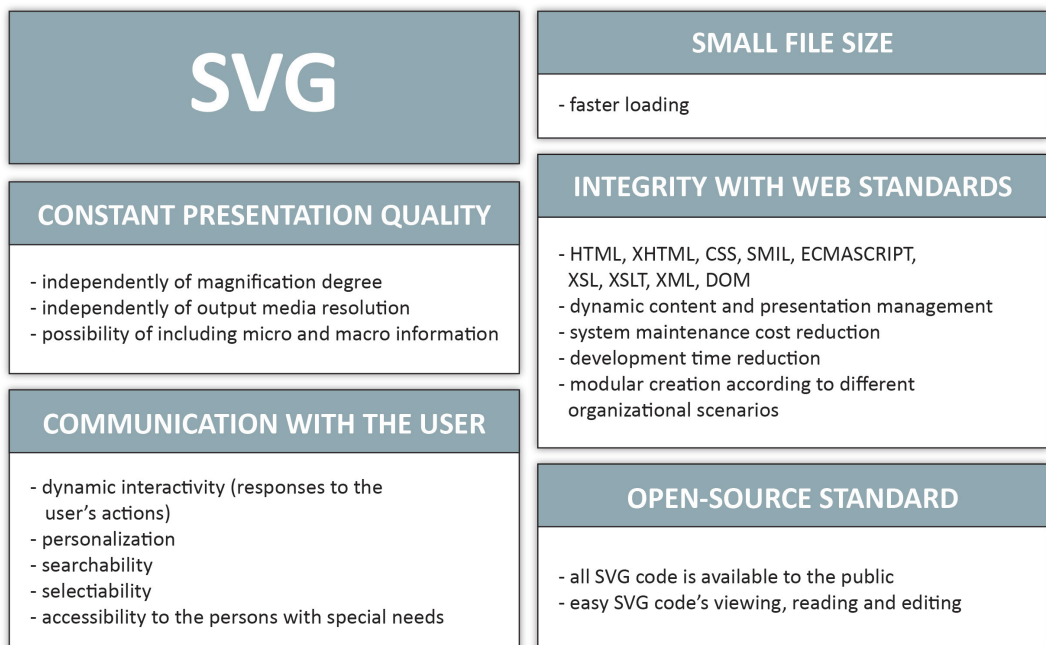 SVG
CONSTANT PRESENTATION QUALITY
- independently of magnification degree
- independently of output media resolution
- possibility of including micro and macro information
COMMUNICATION WITH THE USER
- dynamic interactivity (responses to the
user's actions)
- personalization
- searchability
- selectiability
- accessibility to the persons with special needs
SMALL FILE SIZE
- faster loading
INTEGRITY WITH WEB STANDARDS
- HTML, XHTML, CSS, SMIL, ECMASCRIPT,
XSL, XSLT, XML, DOM
- dynamic content and presentation management
- system maintenance cost reduction
- development time reduction
- modular creation according to different
organizational scenarios
OPEN-SOURCE STANDARD
- all SVG code is available to the public
- easy SVG code's viewing, reading and editing